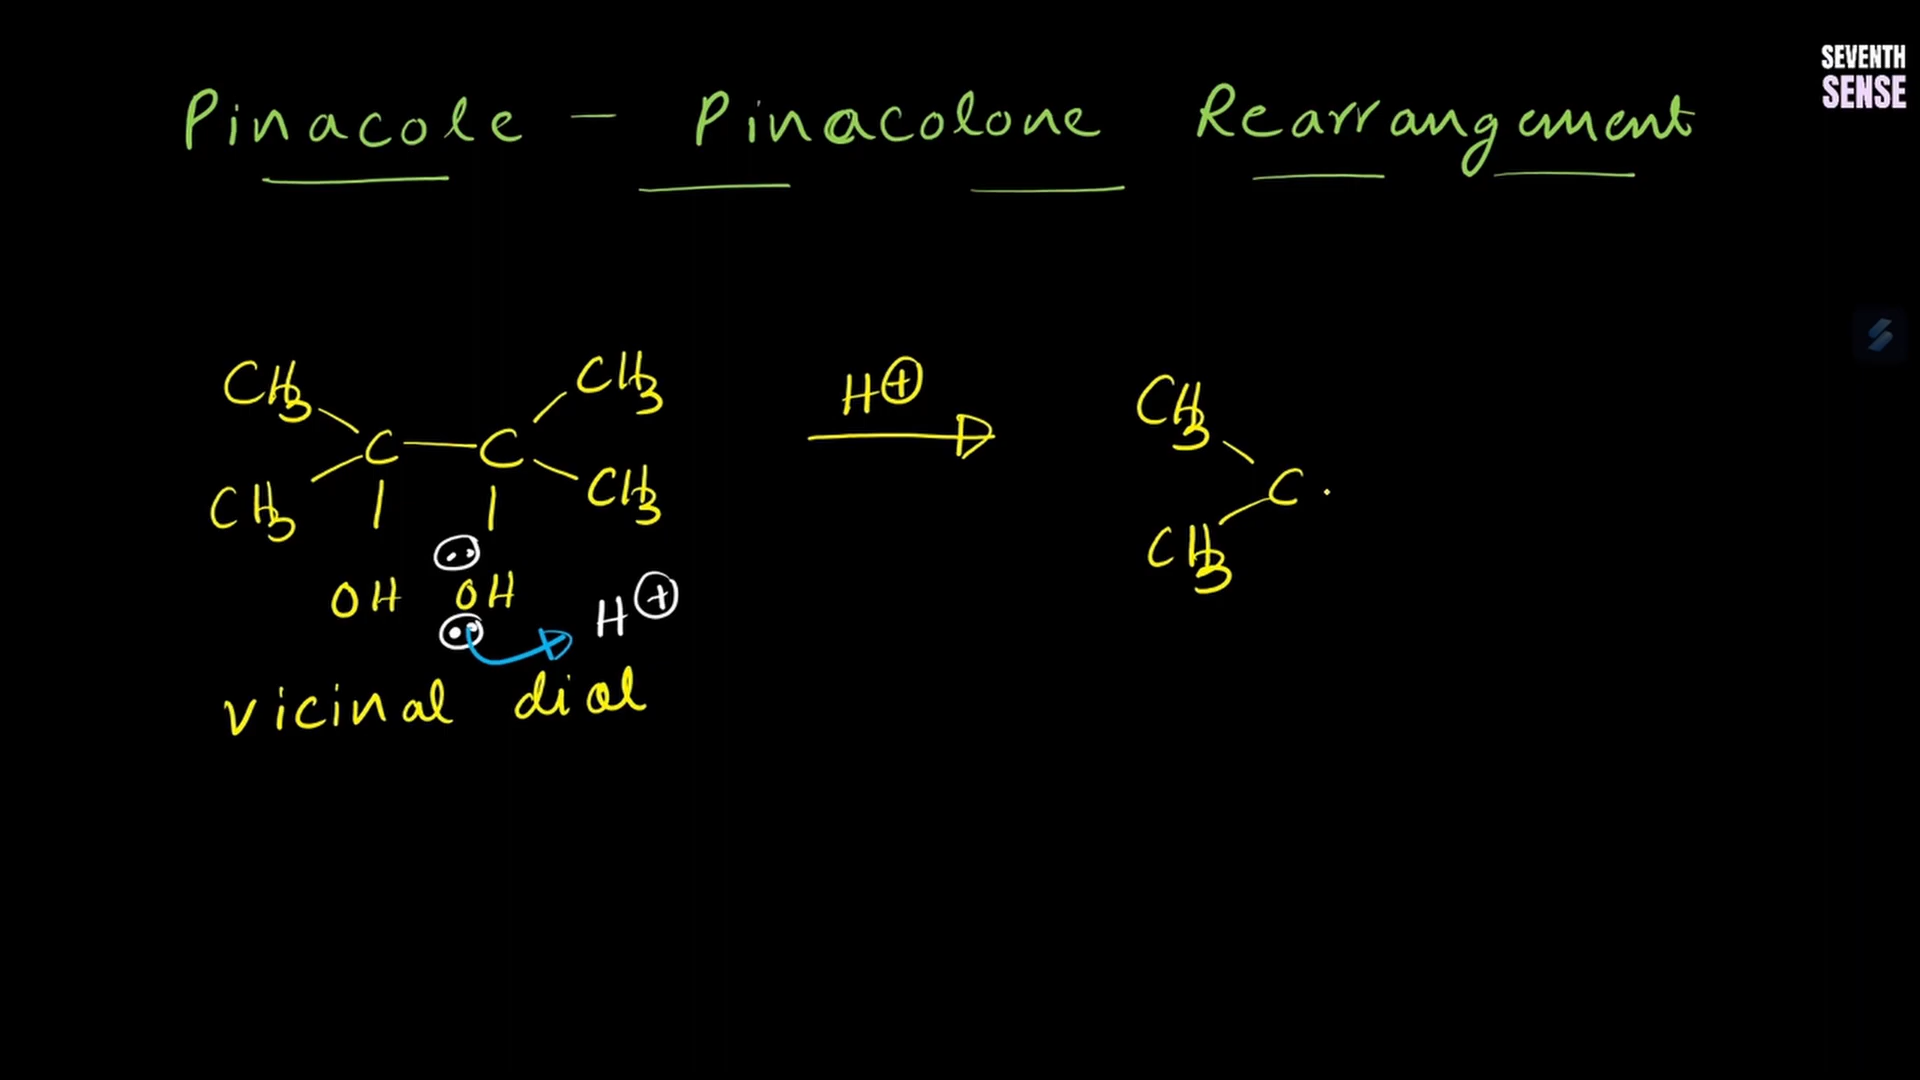 SEVENTH
SENSE
Pinacole - Pinacolone Rearrangement
CH3 CH3 H⊕ CH3
C — C C
CH3 CH3 CH3
OH OH H⊕
vicinal diol